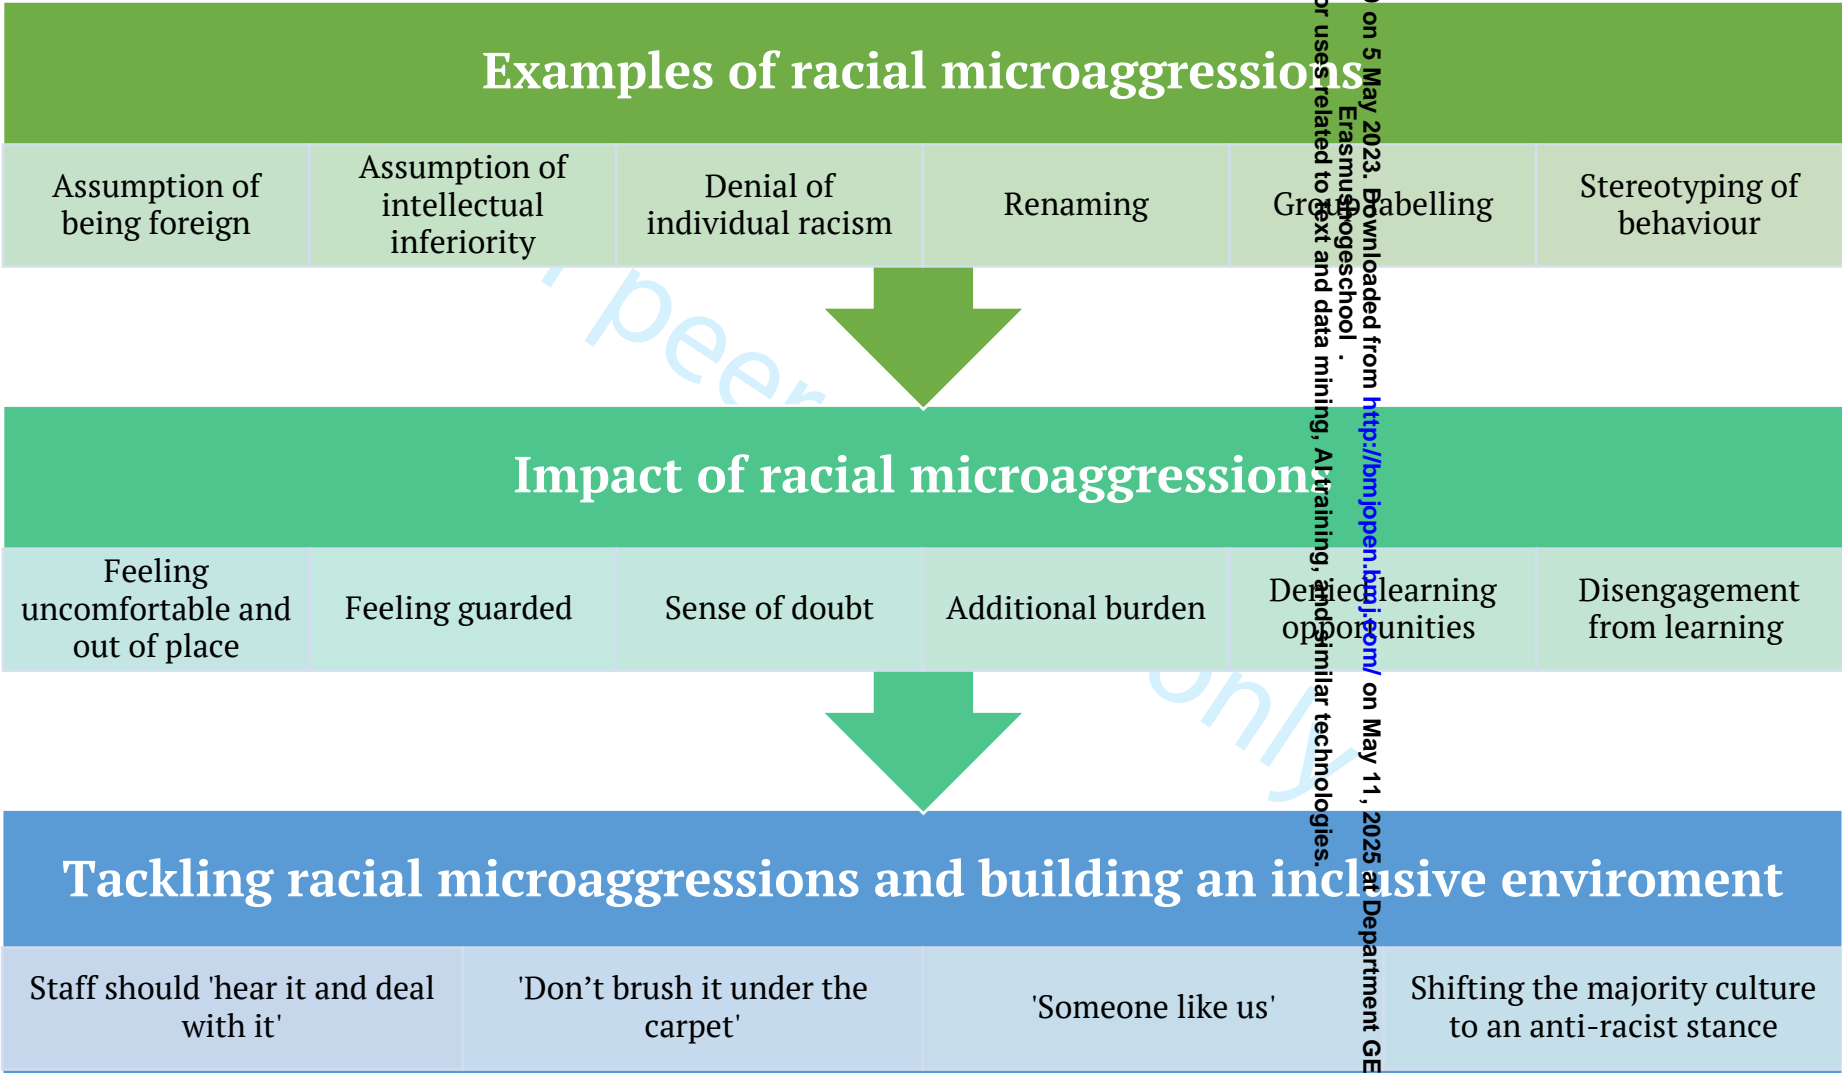 Examples of racial microaggressions
Assumption of
being foreign
Assumption of
intellectual
inferiority
Denial of
individual racism
Renaming
Group labelling
Stereotyping of
behaviour
peer
Impact of racial microaggressions
Feeling
uncomfortable and
out of place
Feeling guarded
Sense of doubt
Additional burden
Denied learning
opportunities
Disengagement
from learning
only
Tackling racial microaggressions and building an inclusive enviroment
Staff should 'hear it and deal
with it'
'Don’t brush it under the
carpet'
'Someone like us'
Shifting the majority culture
to an anti-racist stance
on 5 May 2023. Downloaded from http://bmjopen.bmj.com/ on May 11, 2025 at Department GE
Erasmushogeschool .
or uses related to text and data mining, AI training, and similar technologies.